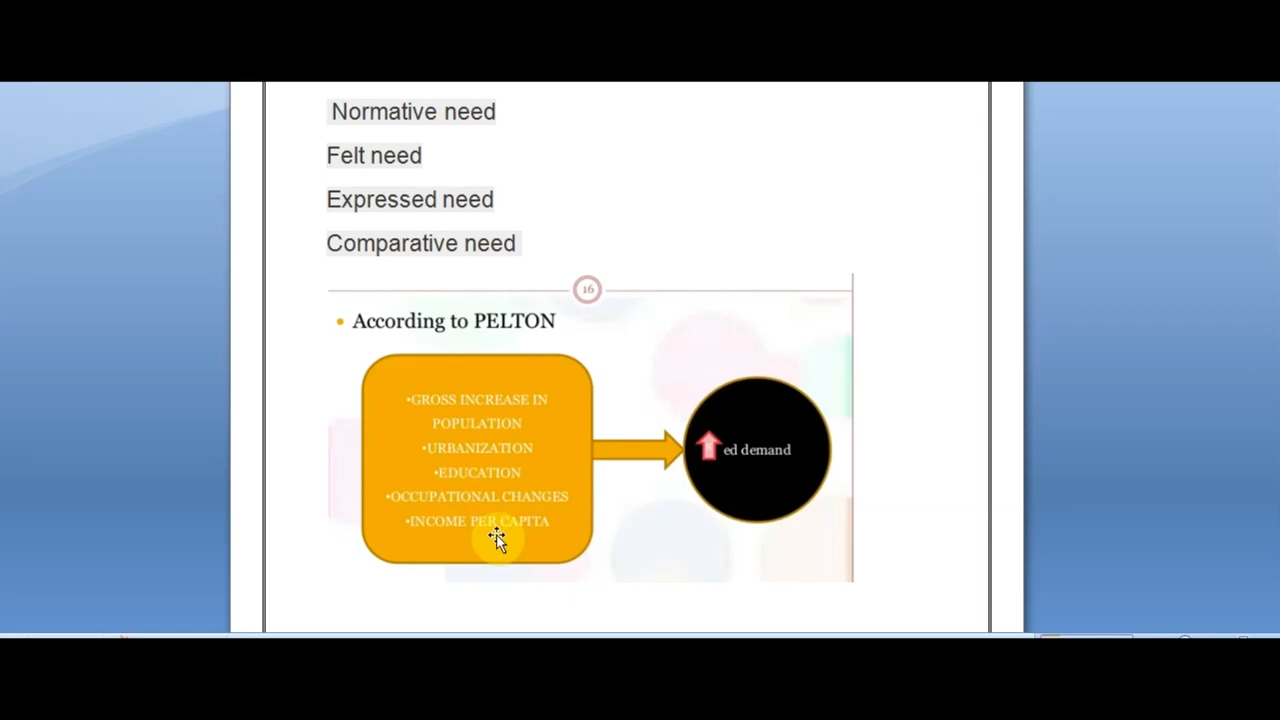 Normative need
Felt need
Expressed need
Comparative need
16
• According to PELTON
•GROSS INCREASE IN
POPULATION
•URBANIZATION
•EDUCATION
•OCCUPATIONAL CHANGES
•INCOME PER CAPITA
ed demand